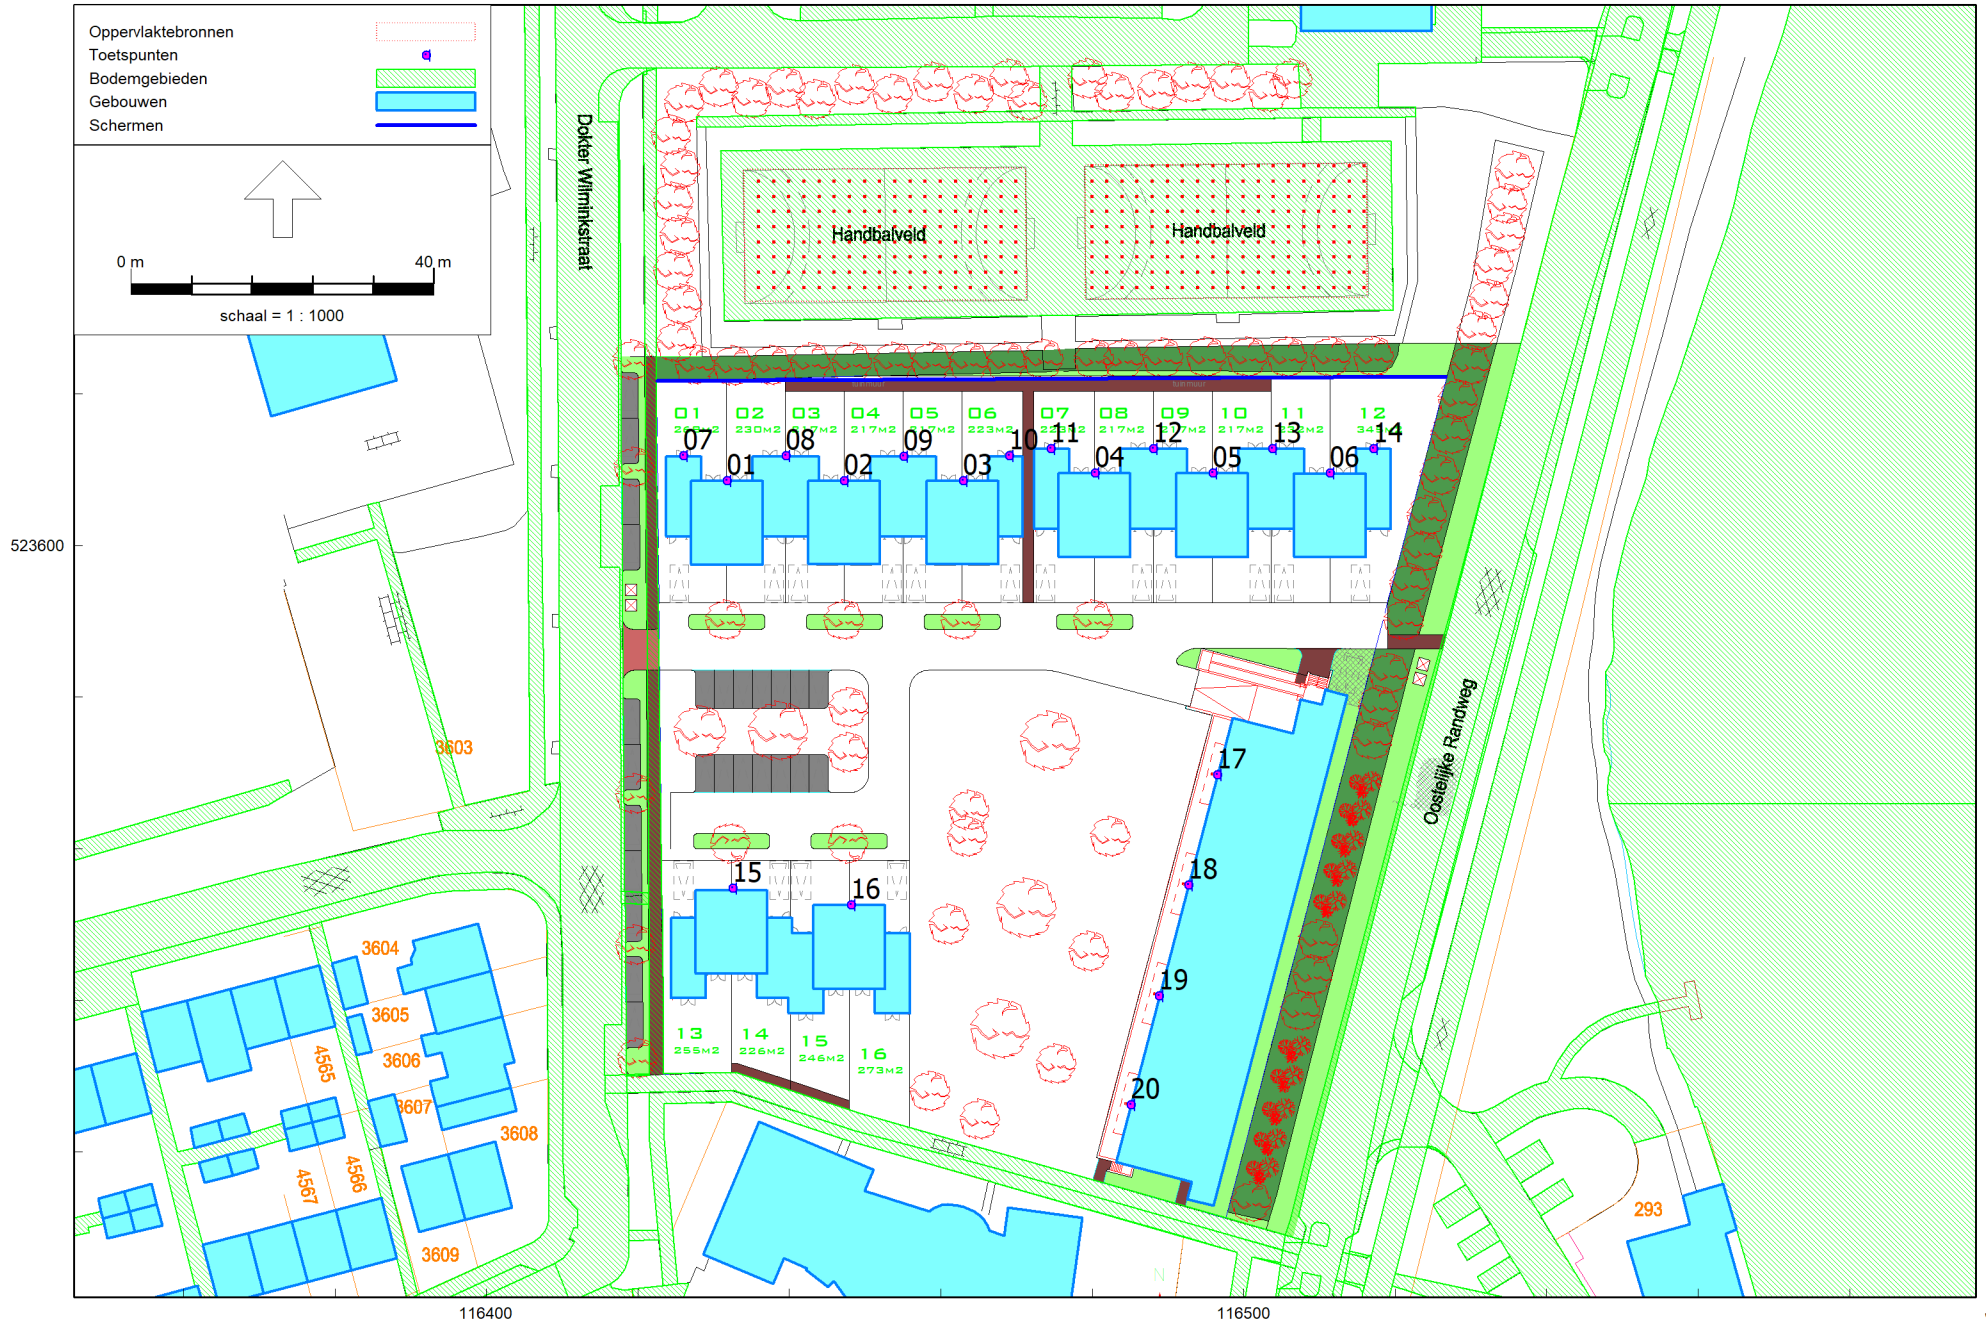 Oppervlaktebronnen
Toetspunten
Bodemgebieden
Gebouwen
Schermen
0 m 40 m
schaal = 1 : 1000
Dokter Wilminkstraat
Handbalveld
Handbalveld
tuinmuur
tuinmuur
01 02 03 04 05 06 07 08 09 10 11 12
230M2 217M2 223M2 217M2 217M2
07 08 09 10 11 12 13 14
01 02 03 04 05 06
523600
3603
Oostelijke Randweg
17
18
15
16
19
20
13 14 15 16
255M2 226M2 246M2 273M2
3604
3605
3606
3607
3608
3609
4565
4566
4567
293
N
116400 116500